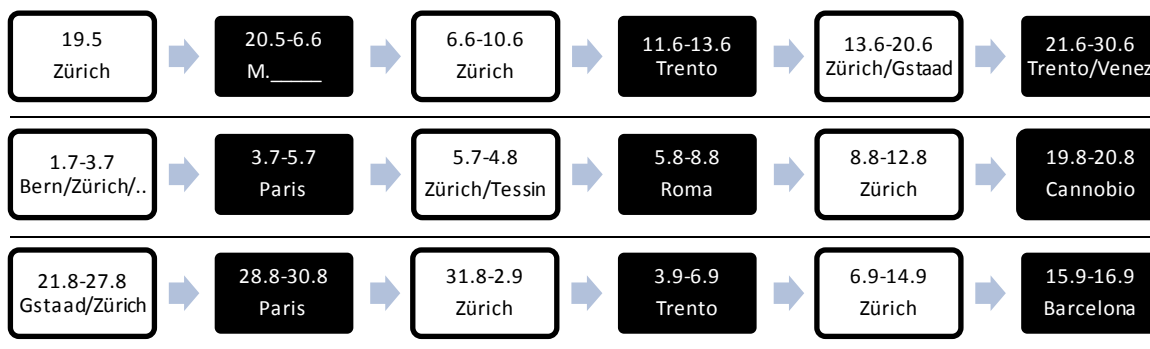 19.5
Zürich
20.5-6.6
M._____
6.6-10.6
Zürich
11.6-13.6
Trento
13.6-20.6
Zürich/Gstaad
21.6-30.6
Trento/Venez
1.7-3.7
Bern/Zürich/..
3.7-5.7
Paris
5.7-4.8
Zürich/Tessin
5.8-8.8
Roma
8.8-12.8
Zürich
19.8-20.8
Cannobio
21.8-27.8
Gstaad/Zürich
28.8-30.8
Paris
31.8-2.9
Zürich
3.9-6.9
Trento
6.9-14.9
Zürich
15.9-16.9
Barcelona